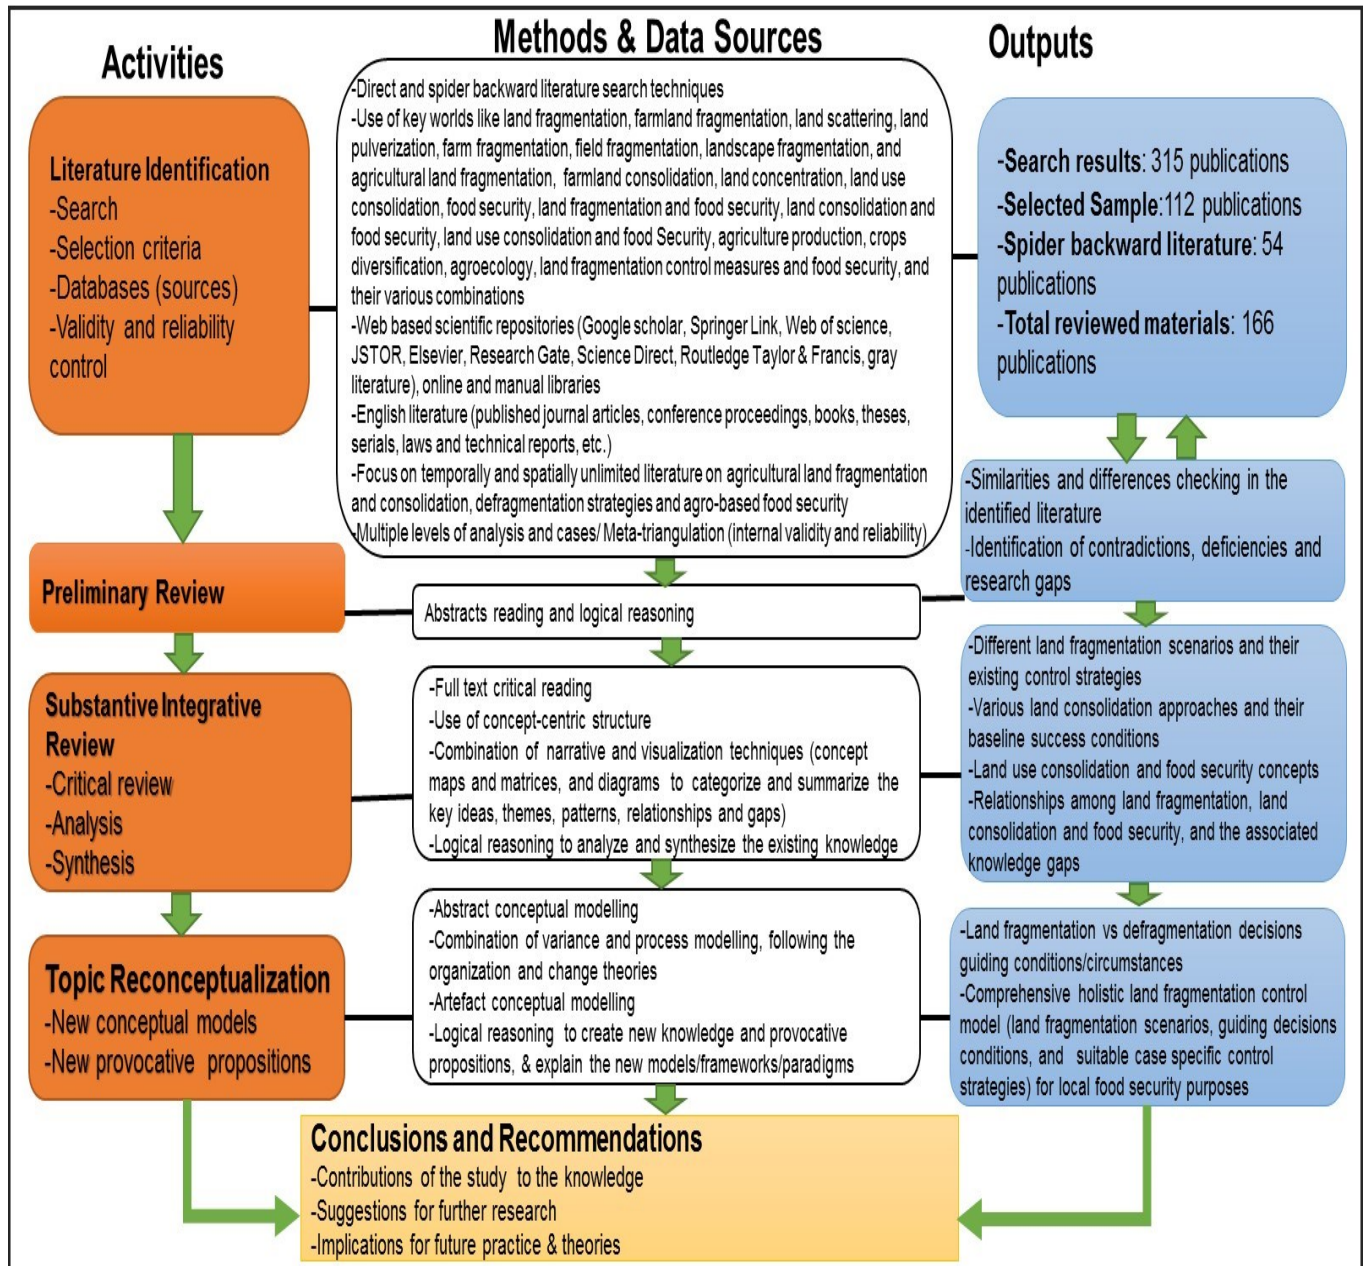 Activities
Methods & Data Sources
Outputs
Literature Identification
-Search
-Selection criteria
-Databases (sources)
-Validity and reliability
control
-Direct and spider backward literature search techniques
-Use of key worlds like land fragmentation, farmland fragmentation, land scattering, land
pulverization, farm fragmentation, field fragmentation, landscape fragmentation, and
agricultural land fragmentation, farmland consolidation, land concentration, land use
consolidation, food security, land fragmentation and food security, land consolidation and
food security, land use consolidation and food Security, agriculture production, crops
diversification, agroecology, land fragmentation control measures and food security, and
their various combinations
-Web based scientific repositories (Google scholar, Springer Link, Web of science,
JSTOR, Elsevier, Research Gate, Science Direct, Routledge Taylor & Francis, gray
literature), online and manual libraries
-English literature (published journal articles, conference proceedings, books, theses,
serials, laws and technical reports, etc.)
-Focus on temporally and spatially unlimited literature on agricultural land fragmentation
and consolidation, defragmentation strategies and agro-based food security
-Multiple levels of analysis and cases/ Meta-triangulation (internal validity and reliability)
-Search results: 315 publications
-Selected Sample:112 publications
-Spider backward literature: 54
publications
-Total reviewed materials: 166
publications
Preliminary Review
Abstracts reading and logical reasoning
-Similarities and differences checking in the
identified literature
-Identification of contradictions, deficiencies and
research gaps
Substantive Integrative
Review
-Critical review
-Analysis
-Synthesis
-Full text critical reading
-Use of concept-centric structure
-Combination of narrative and visualization techniques (concept
maps and matrices, and diagrams to categorize and summarize the
key ideas, themes, patterns, relationships and gaps)
-Logical reasoning to analyze and synthesize the existing knowledge
-Different land fragmentation scenarios and their
existing control strategies
-Various land consolidation approaches and their
baseline success conditions
-Land use consolidation and food security concepts
-Relationships among land fragmentation, land
consolidation and food security, and the associated
knowledge gaps
Topic Reconceptualization
-New conceptual models
-New provocative propositions
-Abstract conceptual modelling
-Combination of variance and process modelling, following the
organization and change theories
-Artefact conceptual modelling
-Logical reasoning to create new knowledge and provocative
propositions, & explain the new models/frameworks/paradigms
-Land fragmentation vs defragmentation decisions
guiding conditions/circumstances
-Comprehensive holistic land fragmentation control
model (land fragmentation scenarios, guiding decisions
conditions, and suitable case specific control
strategies) for local food security purposes
Conclusions and Recommendations
-Contributions of the study to the knowledge
-Suggestions for further research
-Implications for future practice & theories